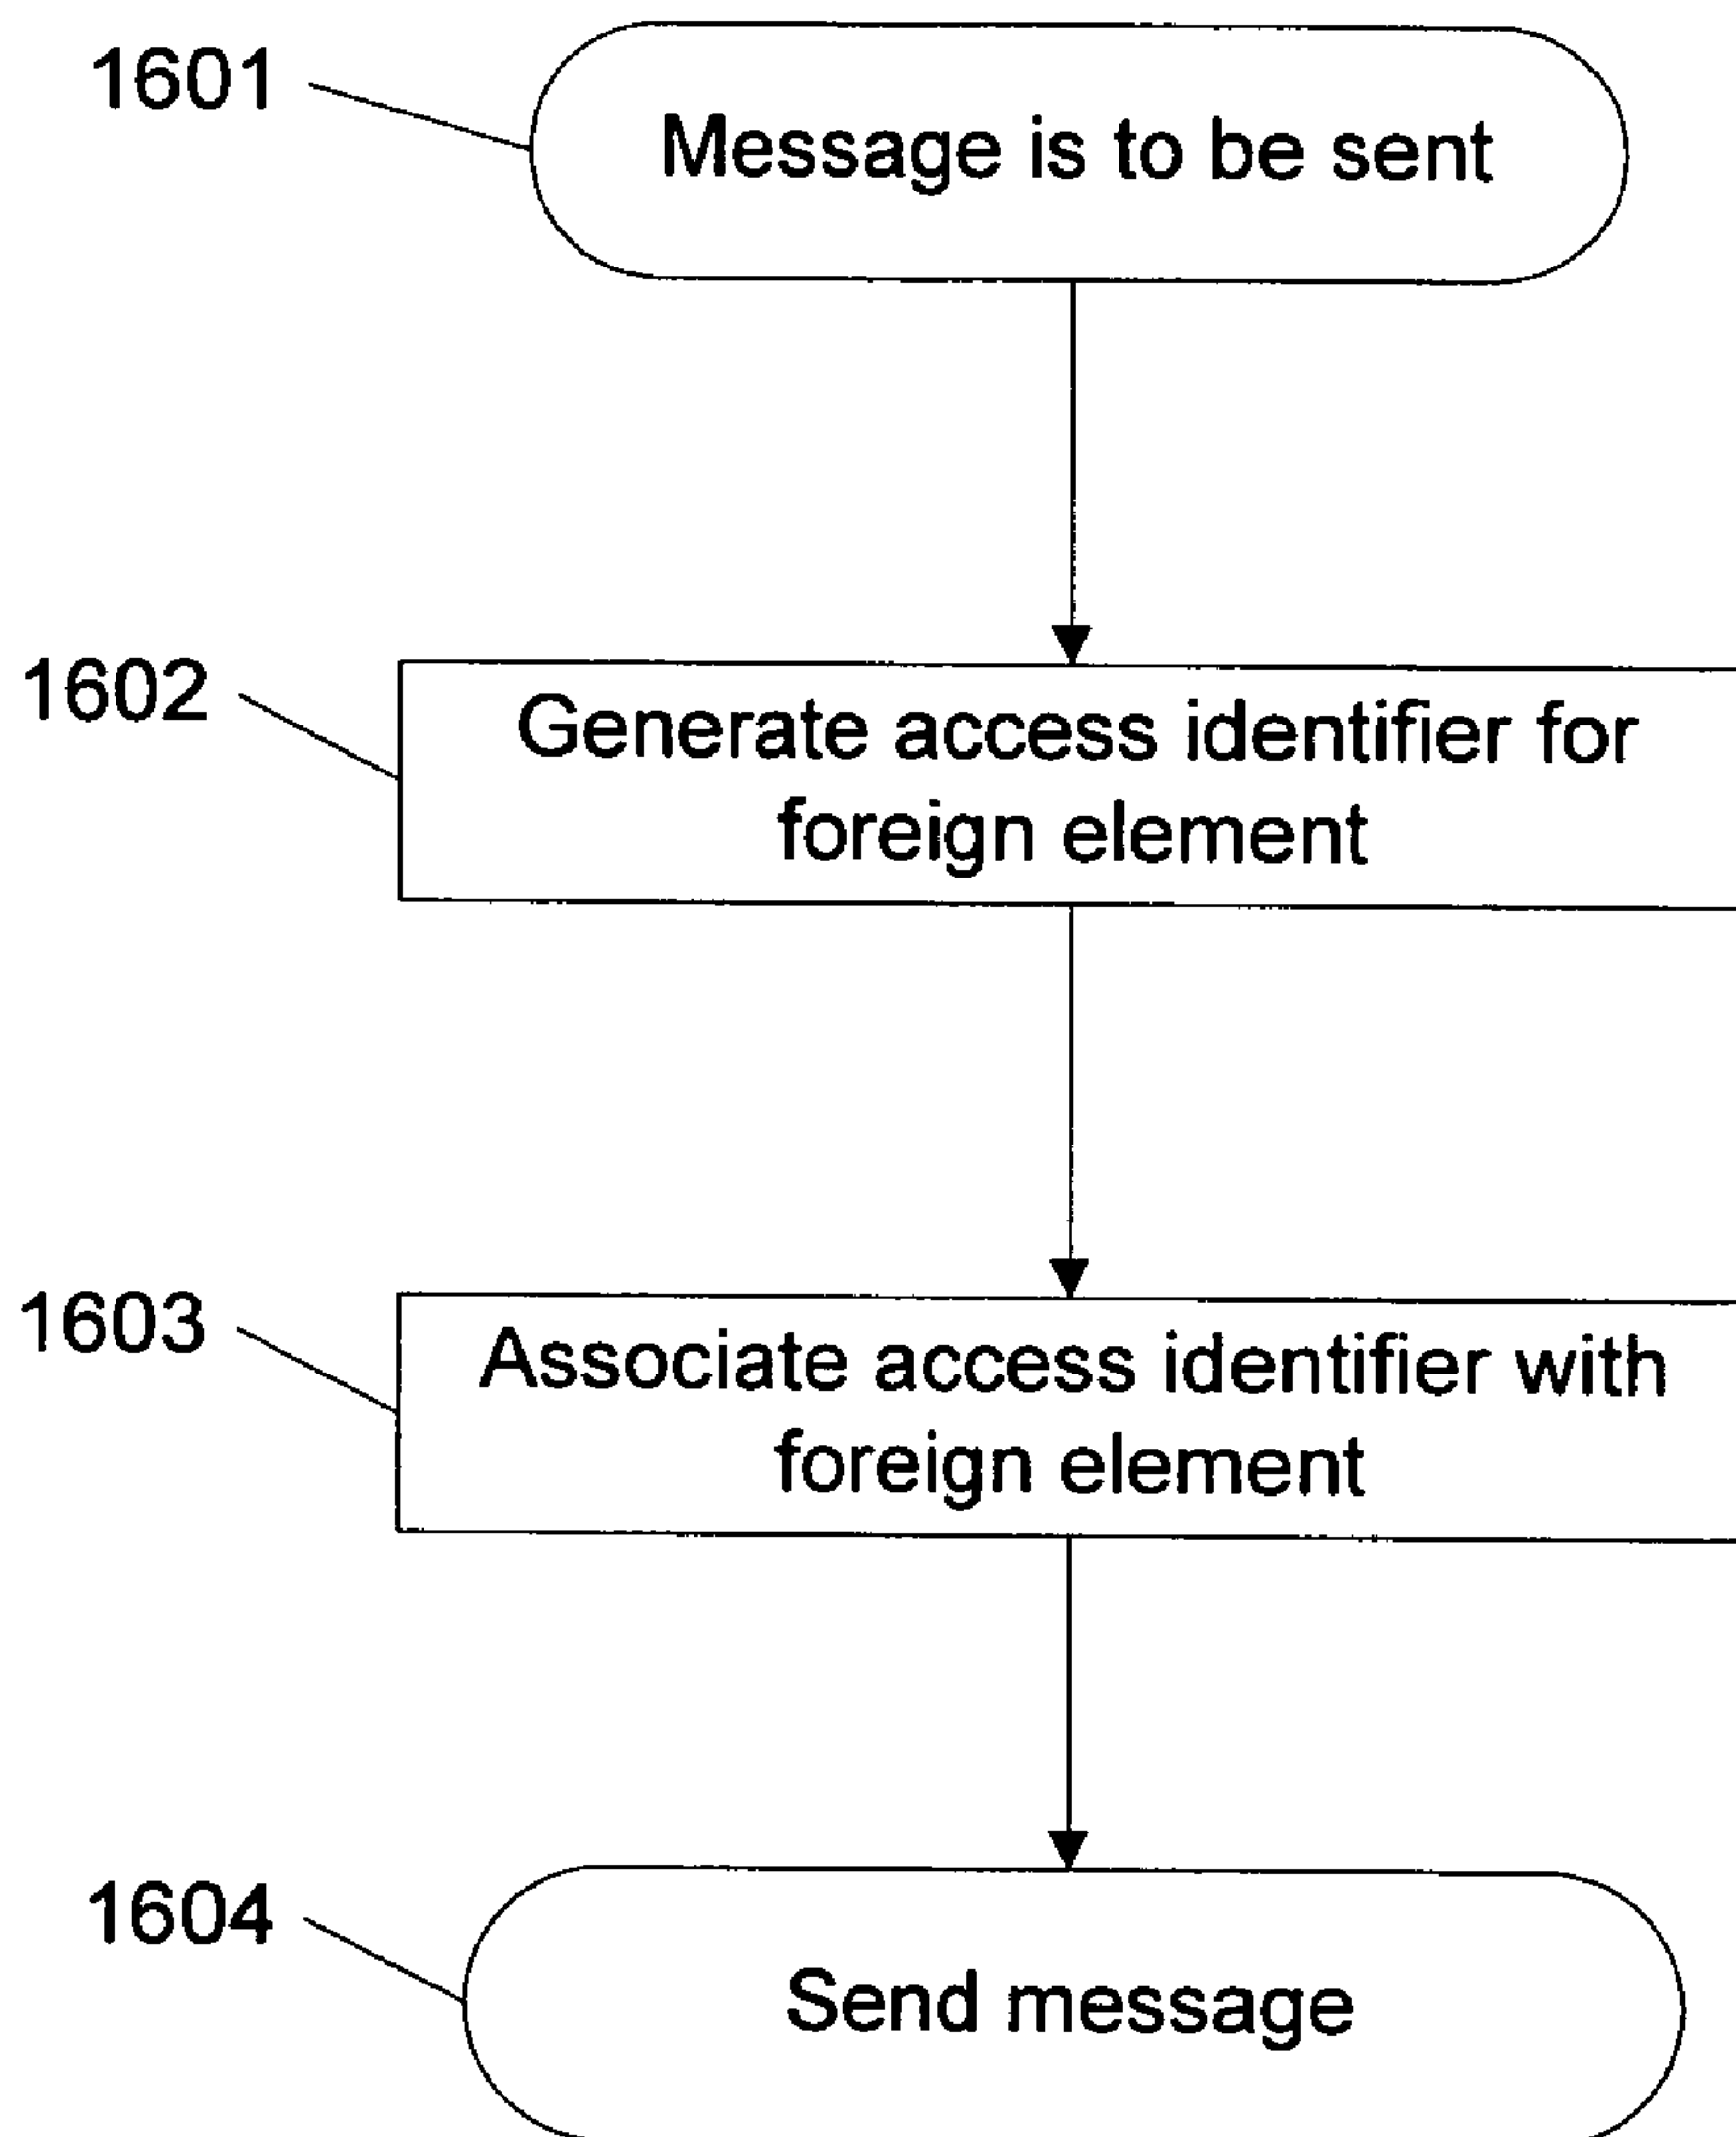 1601
Message is to be sent
1602
Generate access identifier for
foreign element
1603
Associate access identifier with
foreign element
1604
Send message